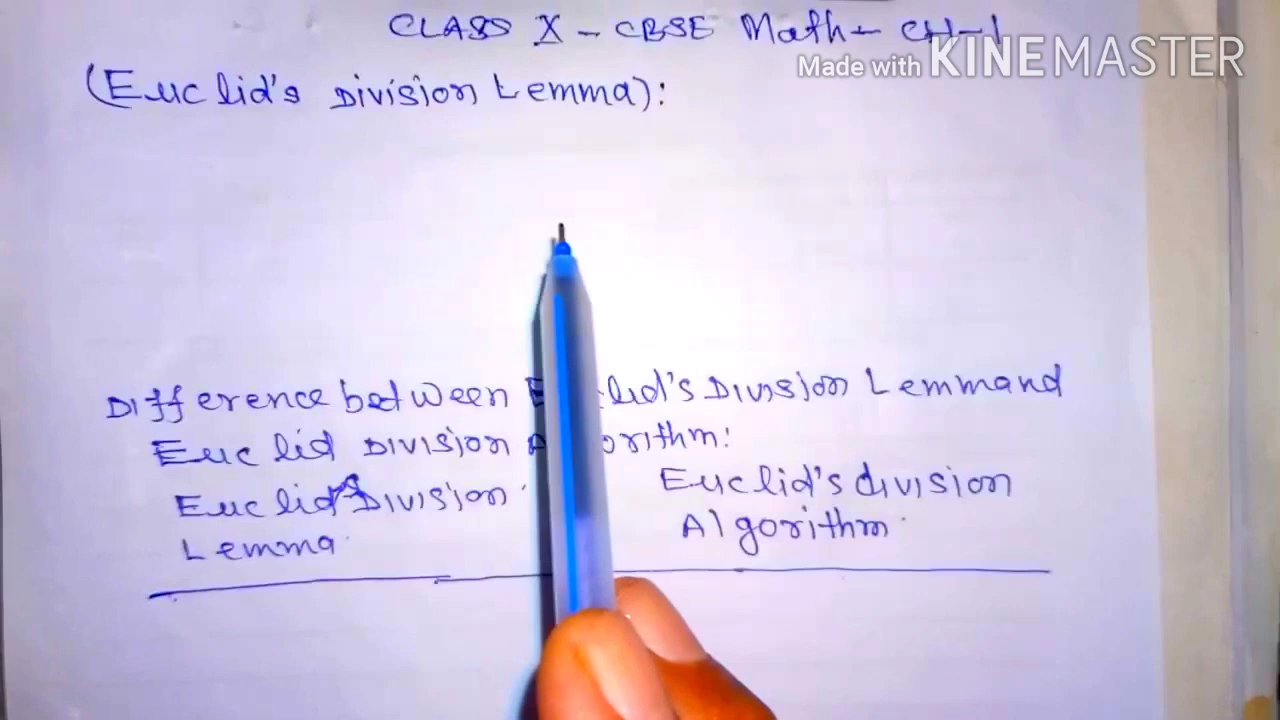 CLASS X - CBSE Math - CH-1
Made with KINEMASTER
(Euclid's Division Lemma):
Difference between Euclid's Division Lemmand
Euclid Division Algorithm:
Euclid's Division
Lemma
Euclid's division
Algorithm